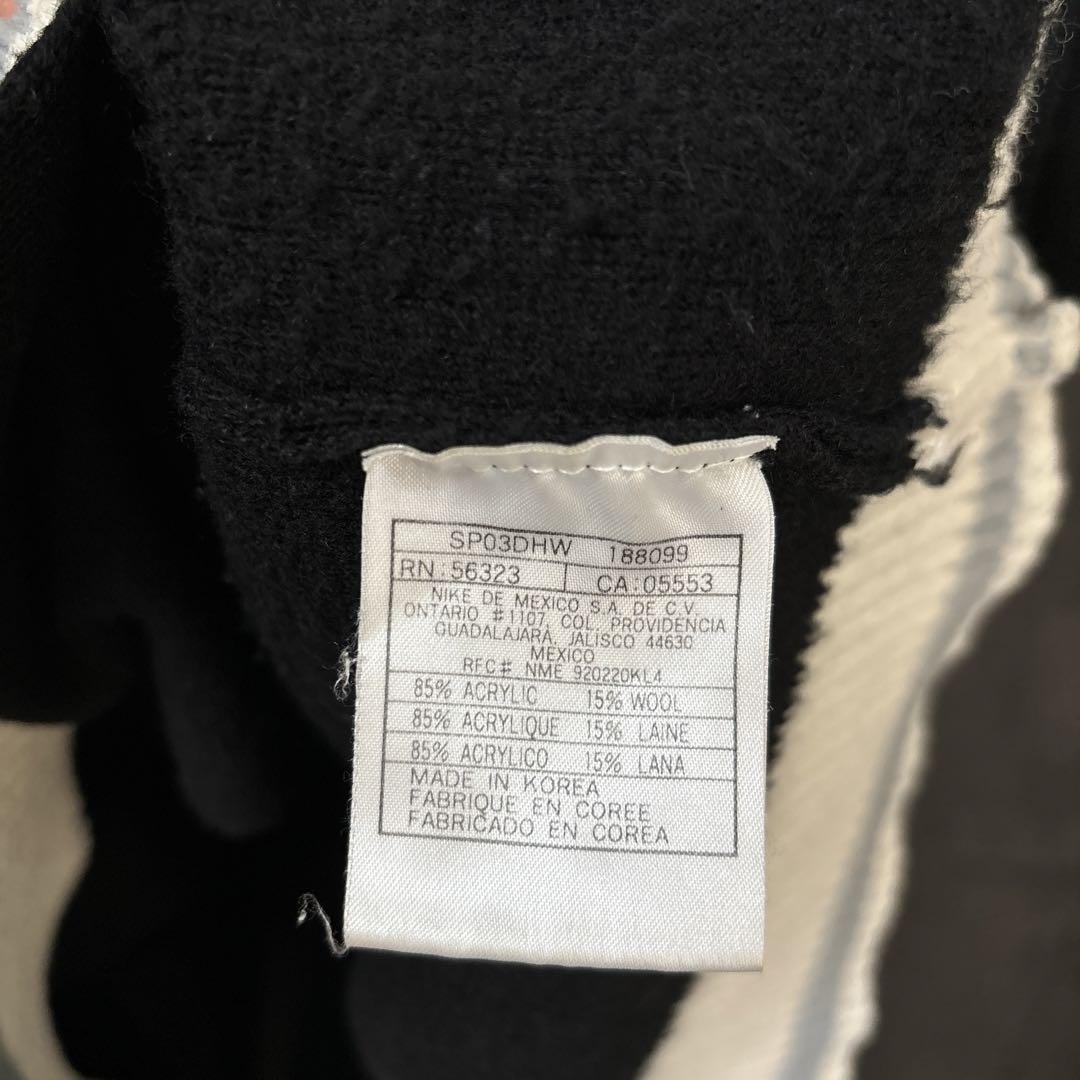 SP03DHW 188099
RN:56323 CA:05553
NIKE DE MEXICO S.A. DE C.V.
ONTARIO #1107, COL. PROVIDENCIA
GUADALAJARA, JALISCO 44630
MEXICO
RFC# NME 920220KL4
85% ACRYLIC 15% WOOL
85% ACRYLIQUE 15% LAINE
85% ACRYLICO 15% LANA
MADE IN KOREA
FABRIQUE EN COREE
FABRICADO EN COREA